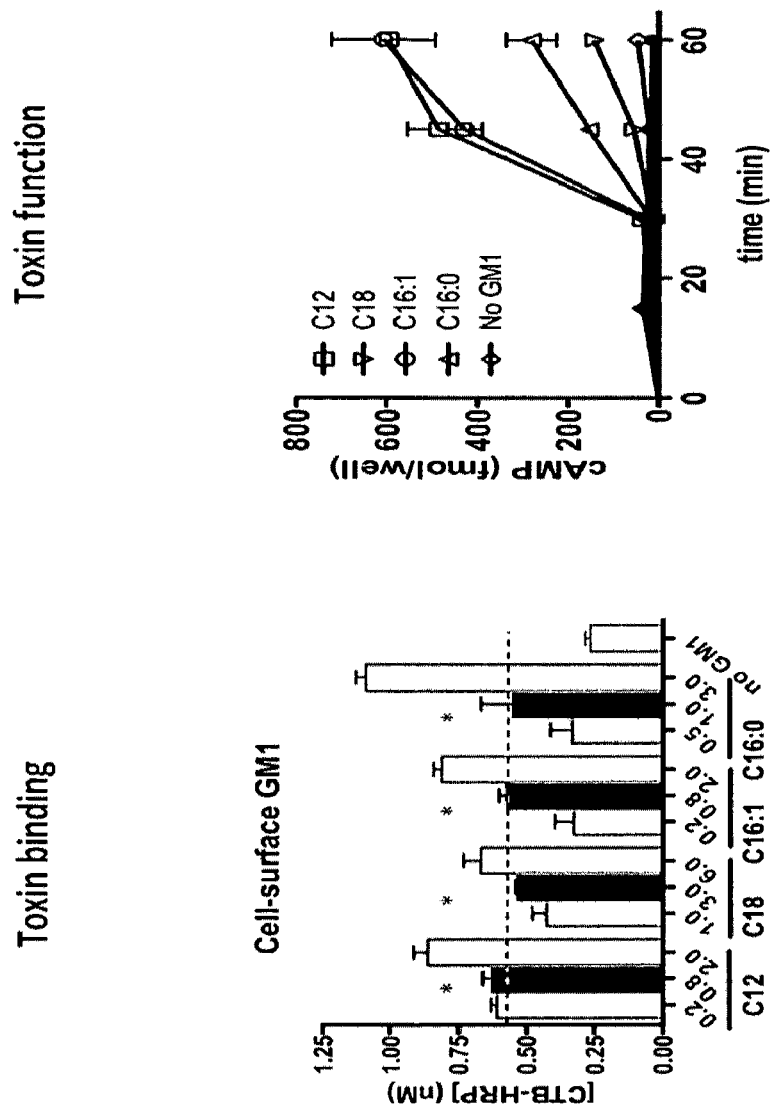 Toxin binding
Cell-surface GM1
[CTB-HRP] (nM)
1.25
1.00
0.75
0.50
0.25
0.00
* * * *
0.2 0.8 2.0 1.0 3.0 6.0 0.2 0.8 2.0 0.5 1.0 3.0 no GM1
C12 C18 C16:1 C16:0
Toxin function
cAMP (fmol/well)
800
600
400
200
0
C12
C18
C16:1
C16:0
No GM1
0 20 40 60
time (min)